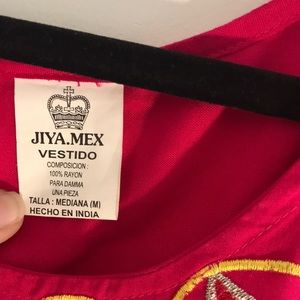 JIYA.MEX
VESTIDO
COMPOSICION :
100% RAYON
PARA DAMMA
UNA PIEZA
TALLA : MEDIANA (M)
HECHO EN INDIA